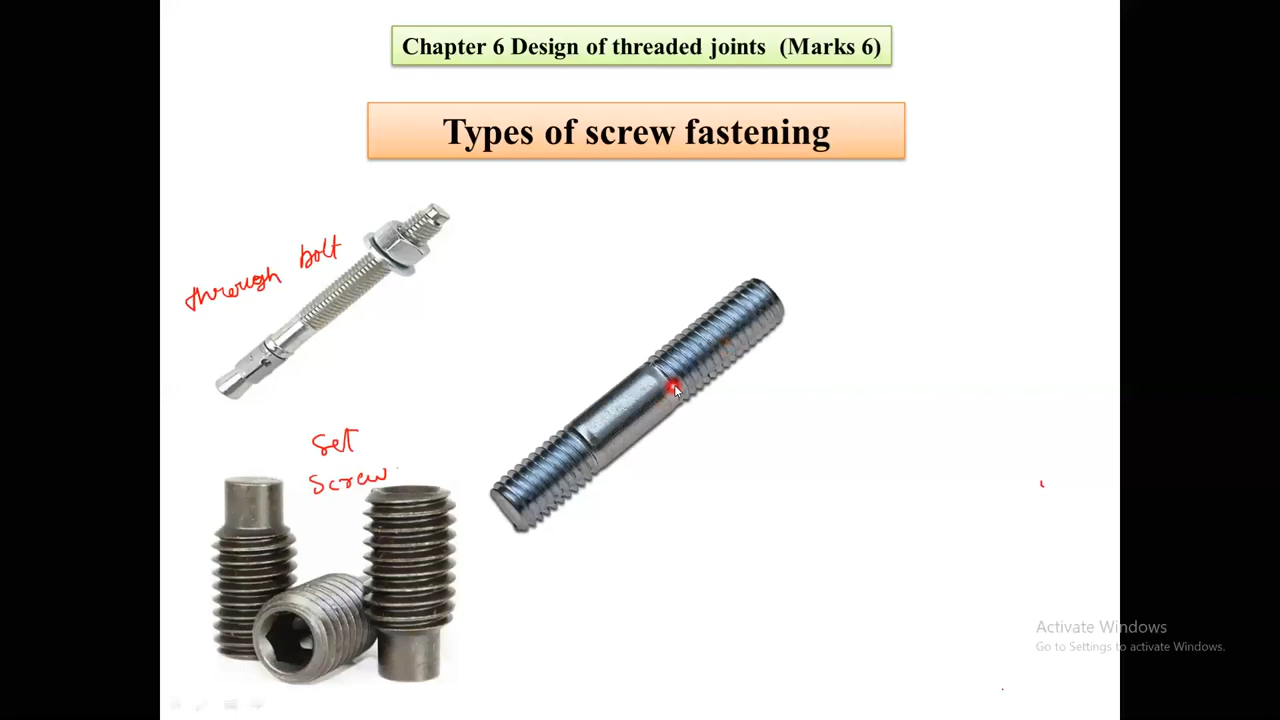 Chapter 6 Design of threaded joints (Marks 6)
Types of screw fastening
through bolt
Set
Screw
Activate Windows
Go to Settings to activate Windows.